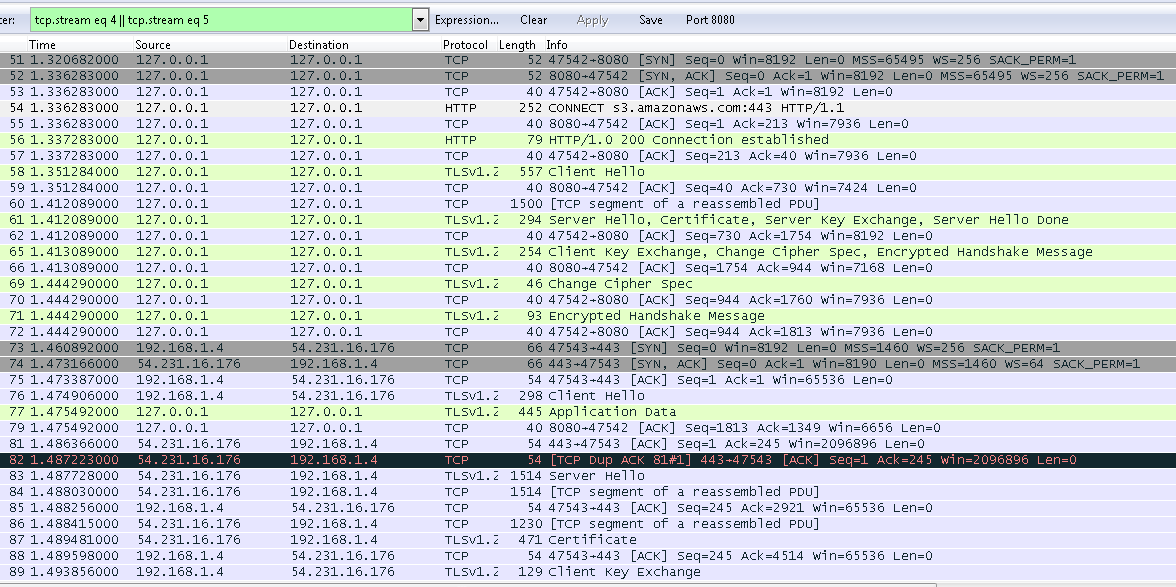 ter: tcp.stream eq 4 || tcp.stream eq 5 Expression... Clear Apply Save Port 8080
Time Source Destination Protocol Length Info
51 1.320682000 127.0.0.1 127.0.0.1 TCP 52 47542→8080 [SYN] Seq=0 Win=8192 Len=0 MSS=65495 WS=256 SACK_PERM=1
52 1.336283000 127.0.0.1 127.0.0.1 TCP 52 8080→47542 [SYN, ACK] Seq=0 Ack=1 Win=8192 Len=0 MSS=65495 WS=256 SACK_PERM=1
53 1.336283000 127.0.0.1 127.0.0.1 TCP 40 47542→8080 [ACK] Seq=1 Ack=1 Win=8192 Len=0
54 1.336283000 127.0.0.1 127.0.0.1 HTTP 252 CONNECT s3.amazonaws.com:443 HTTP/1.1
55 1.336283000 127.0.0.1 127.0.0.1 TCP 40 8080→47542 [ACK] Seq=1 Ack=213 Win=7936 Len=0
56 1.337283000 127.0.0.1 127.0.0.1 HTTP 79 HTTP/1.0 200 Connection established
57 1.337283000 127.0.0.1 127.0.0.1 TCP 40 47542→8080 [ACK] Seq=213 Ack=40 Win=7936 Len=0
58 1.351284000 127.0.0.1 127.0.0.1 TLSv1.2 557 Client Hello
59 1.351284000 127.0.0.1 127.0.0.1 TCP 40 8080→47542 [ACK] Seq=40 Ack=730 Win=7424 Len=0
60 1.412089000 127.0.0.1 127.0.0.1 TCP 1500 [TCP segment of a reassembled PDU]
61 1.412089000 127.0.0.1 127.0.0.1 TLSv1.2 294 Server Hello, Certificate, Server Key Exchange, Server Hello Done
62 1.412089000 127.0.0.1 127.0.0.1 TCP 40 47542→8080 [ACK] Seq=730 Ack=1754 Win=8192 Len=0
65 1.413089000 127.0.0.1 127.0.0.1 TLSv1.2 254 Client Key Exchange, Change Cipher Spec, Encrypted Handshake Message
66 1.413089000 127.0.0.1 127.0.0.1 TCP 40 8080→47542 [ACK] Seq=1754 Ack=944 Win=7168 Len=0
69 1.444290000 127.0.0.1 127.0.0.1 TLSv1.2 46 Change Cipher Spec
70 1.444290000 127.0.0.1 127.0.0.1 TCP 40 47542→8080 [ACK] Seq=944 Ack=1760 Win=7936 Len=0
71 1.444290000 127.0.0.1 127.0.0.1 TLSv1.2 93 Encrypted Handshake Message
72 1.444290000 127.0.0.1 127.0.0.1 TCP 40 47542→8080 [ACK] Seq=944 Ack=1813 Win=7936 Len=0
73 1.460892000 192.168.1.4 54.231.16.176 TCP 66 47543→443 [SYN] Seq=0 Win=8192 Len=0 MSS=1460 WS=256 SACK_PERM=1
74 1.473166000 54.231.16.176 192.168.1.4 TCP 66 443→47543 [SYN, ACK] Seq=0 Ack=1 Win=8190 Len=0 MSS=1460 WS=64 SACK_PERM=1
75 1.473387000 192.168.1.4 54.231.16.176 TCP 54 47543→443 [ACK] Seq=1 Ack=1 Win=65536 Len=0
76 1.474906000 192.168.1.4 54.231.16.176 TLSv1.2 298 Client Hello
77 1.475492000 127.0.0.1 127.0.0.1 TLSv1.2 445 Application Data
79 1.475492000 127.0.0.1 127.0.0.1 TCP 40 8080→47542 [ACK] Seq=1813 Ack=1349 Win=6656 Len=0
81 1.486366000 54.231.16.176 192.168.1.4 TCP 54 443→47543 [ACK] Seq=1 Ack=245 Win=2096896 Len=0
82 1.487223000 54.231.16.176 192.168.1.4 TCP 54 [TCP Dup ACK 81#1] 443→47543 [ACK] Seq=1 Ack=245 Win=2096896 Len=0
83 1.487728000 54.231.16.176 192.168.1.4 TLSv1.2 1514 Server Hello
84 1.488030000 54.231.16.176 192.168.1.4 TCP 1514 [TCP segment of a reassembled PDU]
85 1.488256000 192.168.1.4 54.231.16.176 TCP 54 47543→443 [ACK] Seq=245 Ack=2921 Win=65536 Len=0
86 1.488415000 54.231.16.176 192.168.1.4 TCP 1230 [TCP segment of a reassembled PDU]
87 1.489481000 54.231.16.176 192.168.1.4 TLSv1.2 471 Certificate
88 1.489598000 192.168.1.4 54.231.16.176 TCP 54 47543→443 [ACK] Seq=245 Ack=4514 Win=65536 Len=0
89 1.493856000 192.168.1.4 54.231.16.176 TLSv1.2 129 Client Key Exchange